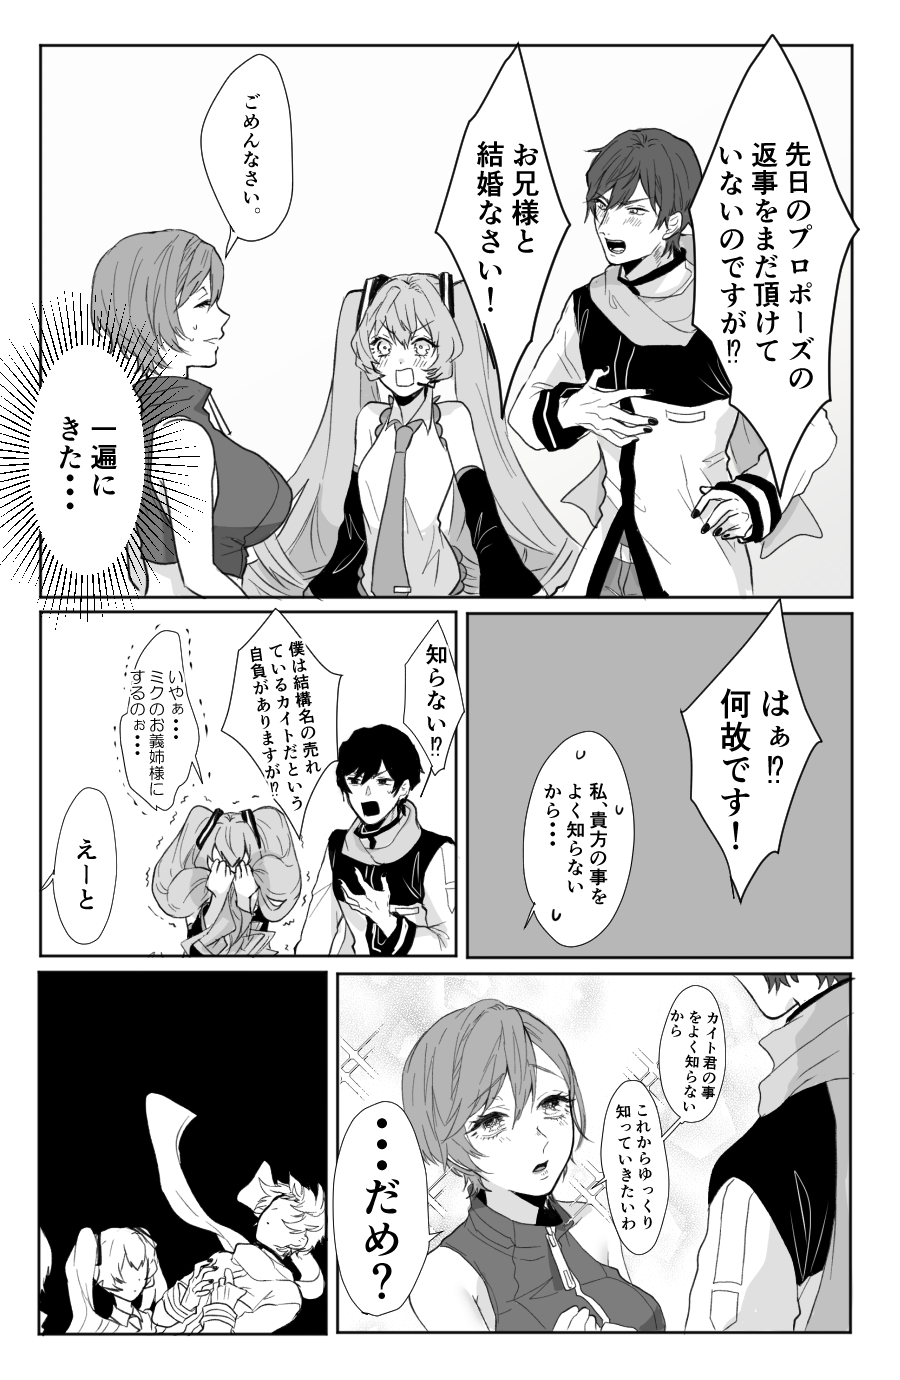 先日のプロポーズの
返事をまだ頂けて
いないのですが⁉
お兄様と
結婚なさい！
ごめんなさい。
一遍に
きた・・・
はぁ⁉
何故です！
私、貴方の事を
よく知らない
から・・・
知らない⁉
僕は結構名の売れ
ているカイトだという
自負がありますが⁉
いやぁ・・・
ミクのお義姉様に
するのぉ・・・
えーと
カイト君の事
をよく知らない
から
これからゆっくり
知っていきたいわ
・・・だめ？